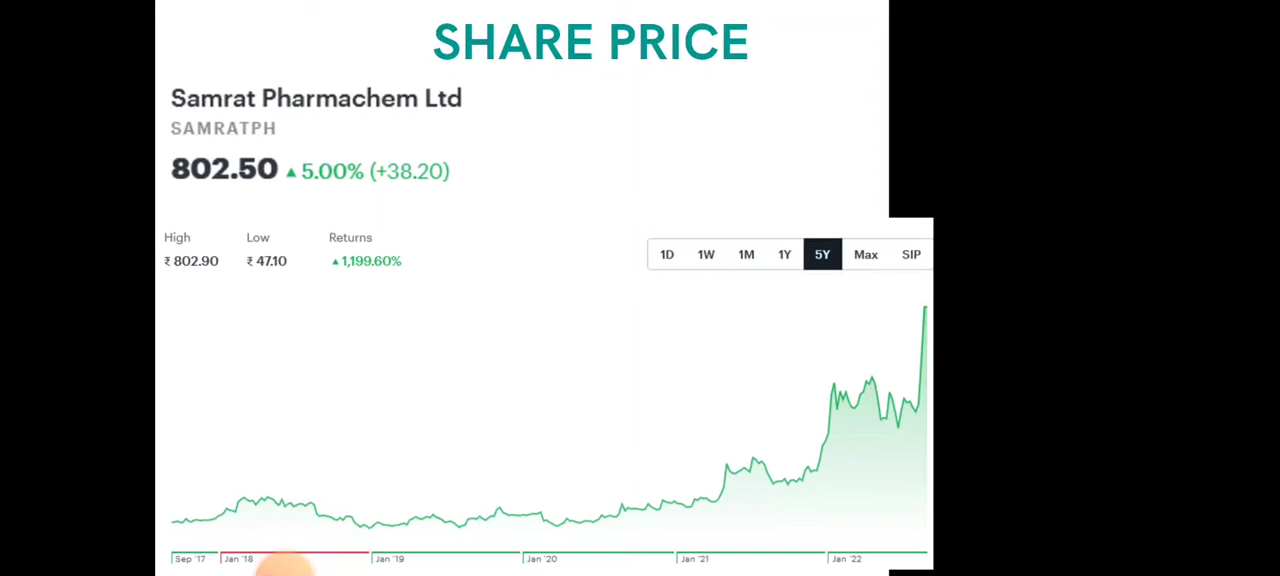 SHARE PRICE
Samrat Pharmachem Ltd
SAMRATPH
802.50 ▲ 5.00% (+38.20)
High Low Returns
₹ 802.90 ₹ 47.10 ▲ 1,199.60%
1D 1W 1M 1Y 5Y Max SIP
Sep '17 Jan '18 Jan '19 Jan '20 Jan '21 Jan '22